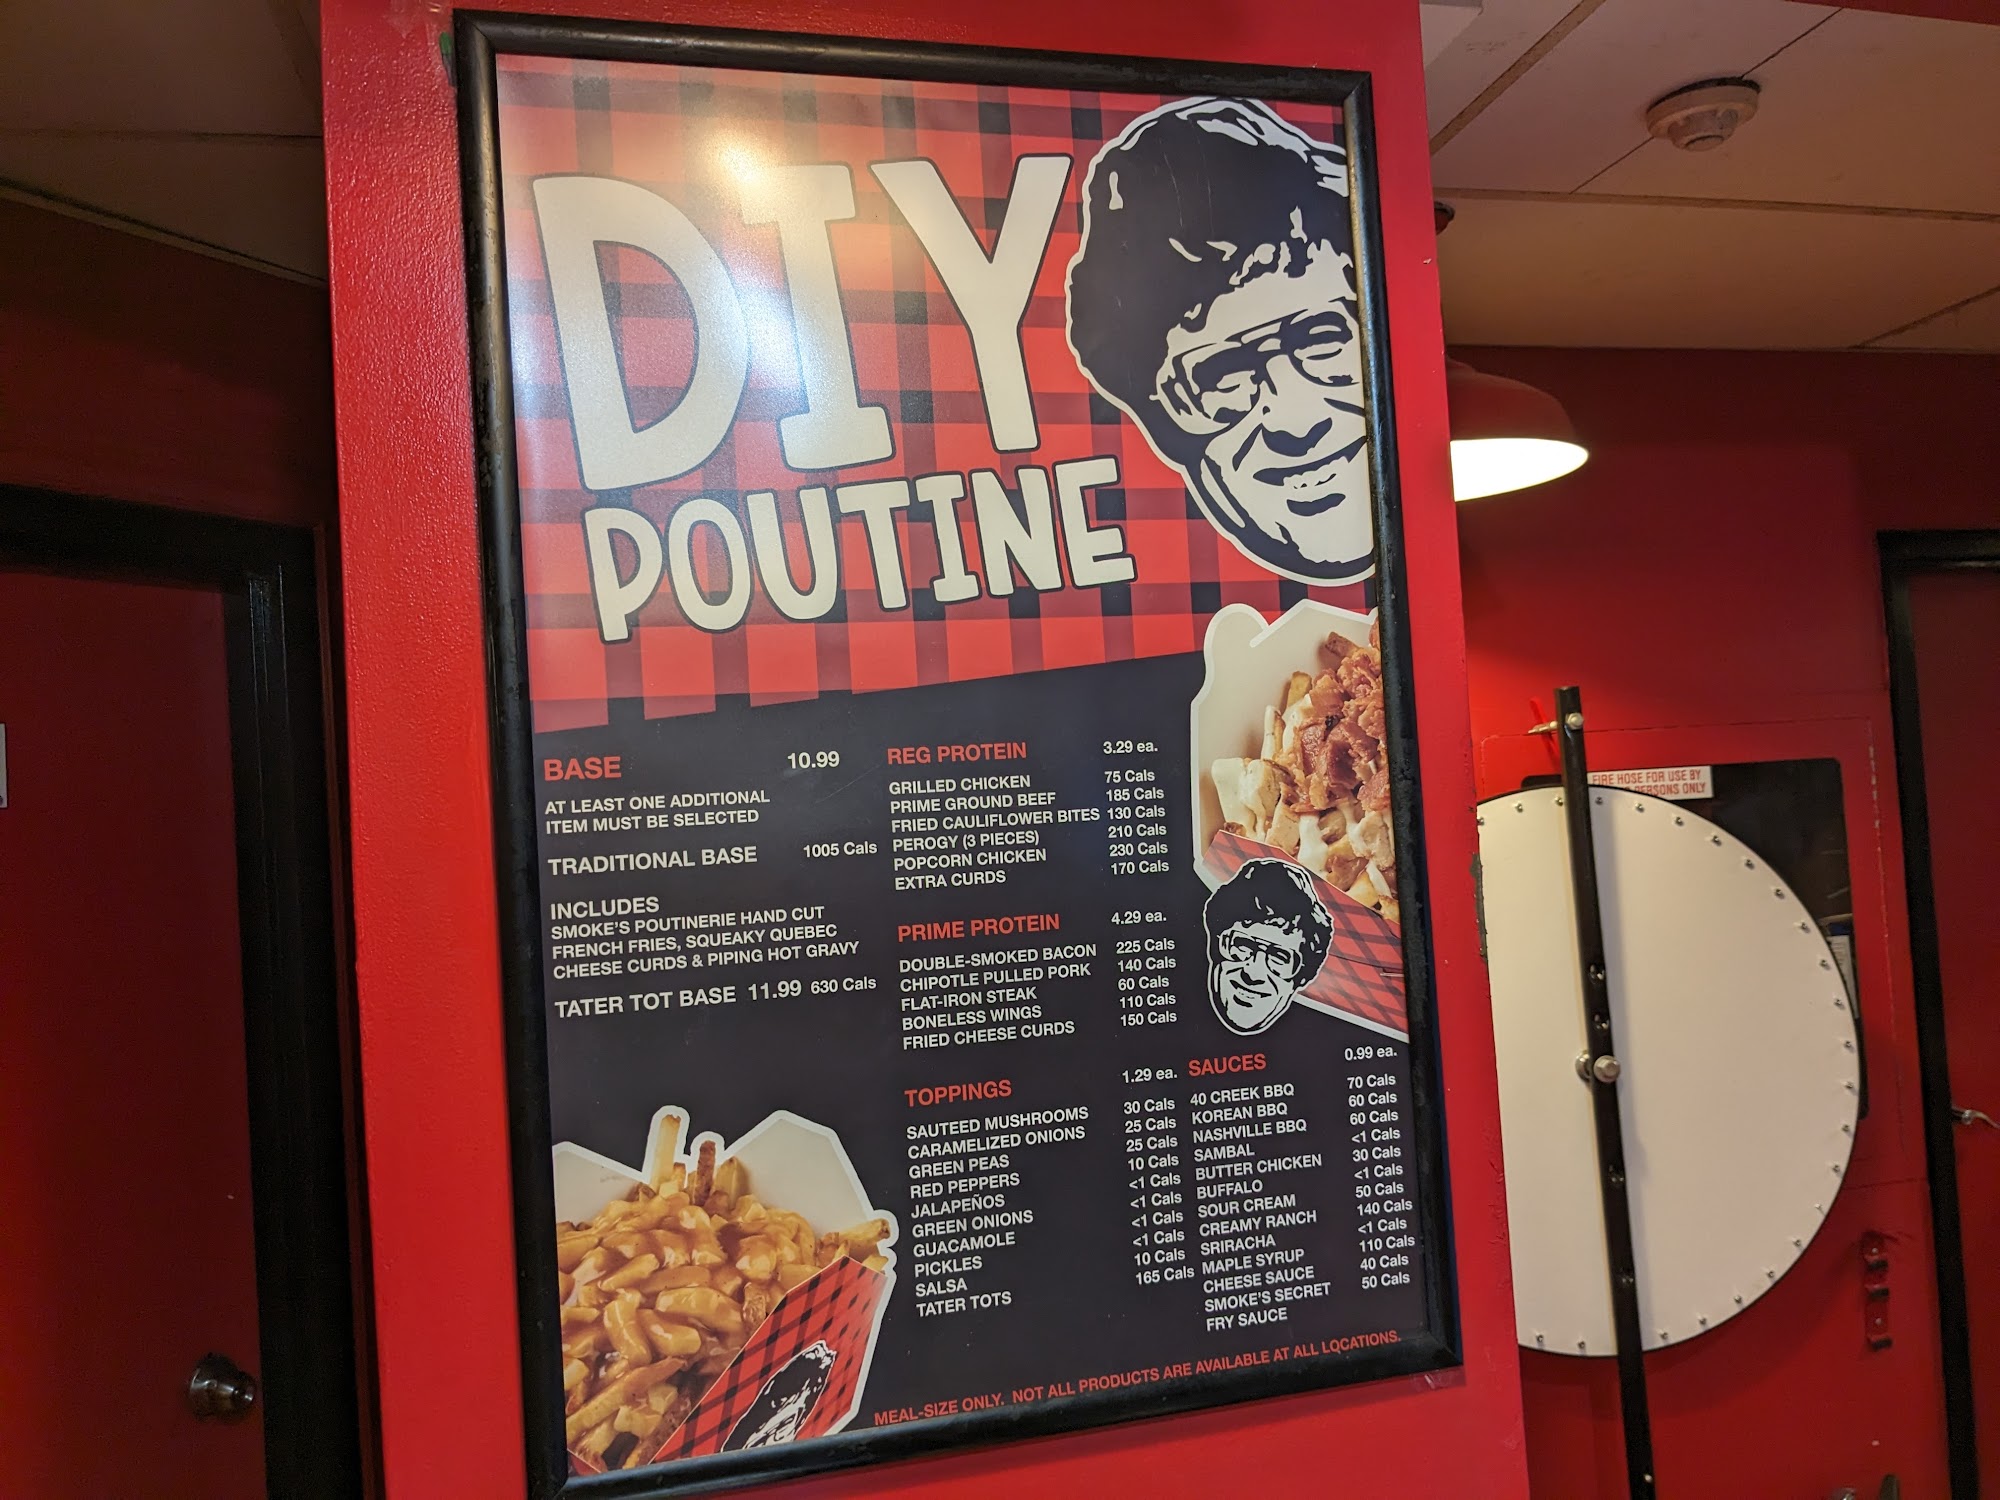 DIY
POUTINE
BASE 10.99
AT LEAST ONE ADDITIONAL
ITEM MUST BE SELECTED
TRADITIONAL BASE 1005 Cals
INCLUDES
SMOKE'S POUTINERIE HAND CUT
FRENCH FRIES, SQUEAKY QUEBEC
CHEESE CURDS & PIPING HOT GRAVY
TATER TOT BASE 11.99 630 Cals
REG PROTEIN 3.29 ea.
GRILLED CHICKEN 75 Cals
PRIME GROUND BEEF 185 Cals
FRIED CAULIFLOWER BITES 130 Cals
PEROGY (3 PIECES) 210 Cals
POPCORN CHICKEN 230 Cals
EXTRA CURDS 170 Cals
PRIME PROTEIN 4.29 ea.
DOUBLE-SMOKED BACON 225 Cals
CHIPOTLE PULLED PORK 140 Cals
FLAT-IRON STEAK 60 Cals
BONELESS WINGS 110 Cals
FRIED CHEESE CURDS 150 Cals
TOPPINGS 1.29 ea.
SAUTEED MUSHROOMS 30 Cals
CARAMELIZED ONIONS 25 Cals
GREEN PEAS 25 Cals
RED PEPPERS 10 Cals
JALAPEÑOS <1 Cals
GREEN ONIONS <1 Cals
GUACAMOLE <1 Cals
PICKLES <1 Cals
SALSA 10 Cals
TATER TOTS 165 Cals
SAUCES 0.99 ea.
40 CREEK BBQ 70 Cals
KOREAN BBQ 60 Cals
NASHVILLE BBQ 60 Cals
SAMBAL <1 Cals
BUTTER CHICKEN 30 Cals
BUFFALO <1 Cals
SOUR CREAM 50 Cals
CREAMY RANCH 140 Cals
SRIRACHA <1 Cals
MAPLE SYRUP 110 Cals
CHEESE SAUCE 40 Cals
SMOKE'S SECRET 50 Cals
FRY SAUCE
MEAL-SIZE ONLY. NOT ALL PRODUCTS ARE AVAILABLE AT ALL LOCATIONS.
FIRE HOSE FOR USE BY
PERSONS ONLY